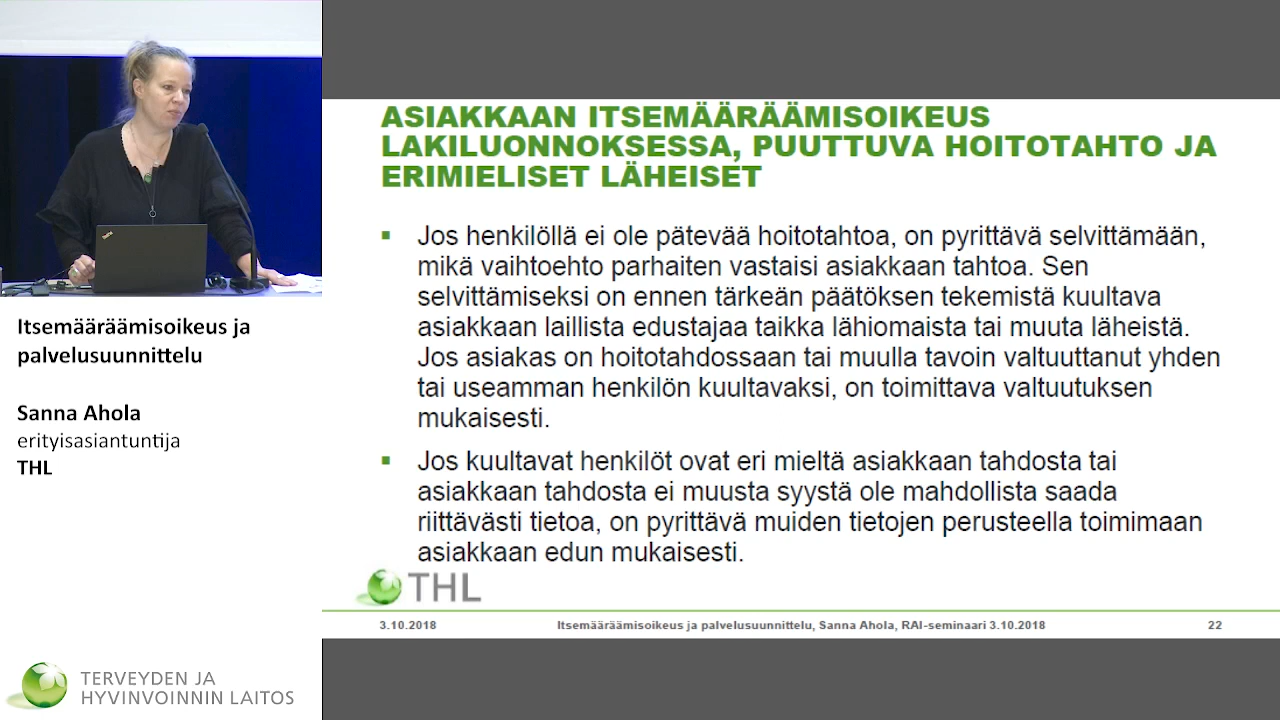 Itsemääräämisoikeus ja
palvelusuunnittelu
Sanna Ahola
erityisasiantuntija
THL
TERVEYDEN JA
HYVINVOINNIN LAITOS
ASIAKKAAN ITSEMÄÄRÄÄMISOIKEUS
LAKILUONNOKSESSA, PUUTTUVA HOITOTAHTO JA
ERIMIELISET LÄHEISET
▪ Jos henkilöllä ei ole pätevää hoitotahtoa, on pyrittävä selvittämään,
mikä vaihtoehto parhaiten vastaisi asiakkaan tahtoa. Sen
selvittämiseksi on ennen tärkeän päätöksen tekemistä kuultava
asiakkaan laillista edustajaa taikka lähiomaista tai muuta läheistä.
Jos asiakas on hoitotahdossaan tai muulla tavoin valtuuttanut yhden
tai useamman henkilön kuultavaksi, on toimittava valtuutuksen
mukaisesti.
▪ Jos kuultavat henkilöt ovat eri mieltä asiakkaan tahdosta tai
asiakkaan tahdosta ei muusta syystä ole mahdollista saada
riittävästi tietoa, on pyrittävä muiden tietojen perusteella toimimaan
asiakkaan edun mukaisesti.
THL
3.10.2018 Itsemääräämisoikeus ja palvelusuunnittelu, Sanna Ahola, RAI-seminaari 3.10.2018 22